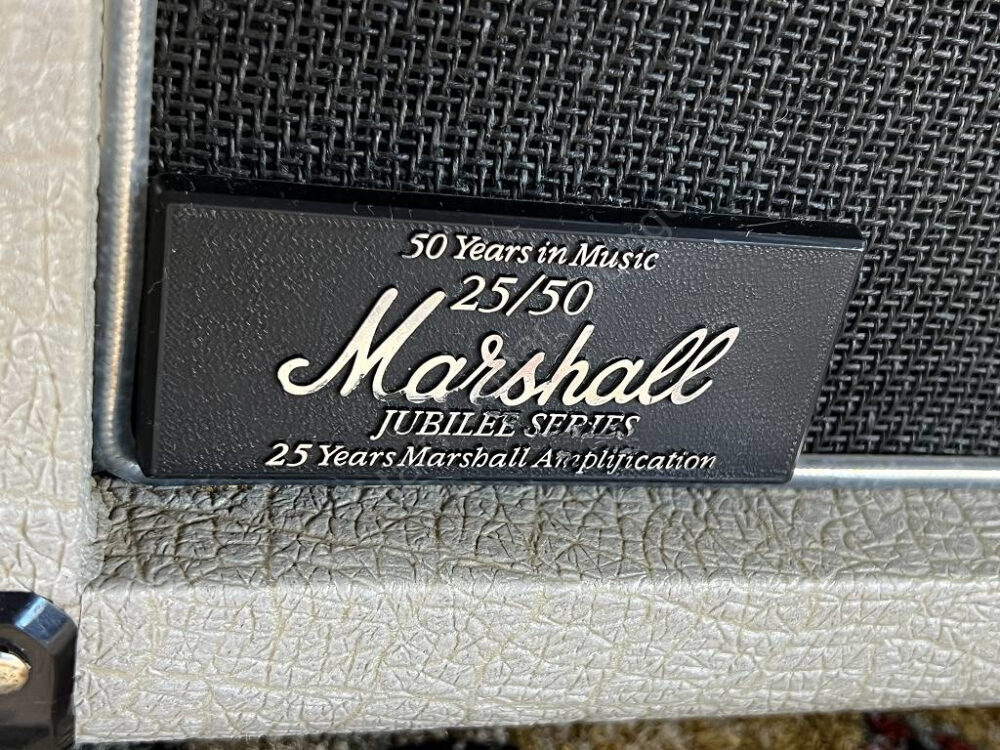 50 Years in Music
25/50
Marshall
JUBILEE SERIES
25 Years Marshall Amplification